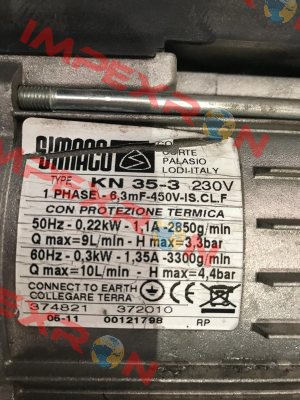 IMPEXRON
SIMACO
CORTE
PALASIO
LODI-ITALY
TYPE KN 35-3 230V
1 PHASE - 6,3mF-450V-IS.CL.F
CON PROTEZIONE TERMICA
50Hz - 0,22kW - 1,1A -2850g/min
Q max=9L/min - H max=3,3bar
60Hz - 0,3kW - 1,35A -3300g/min
Q max=10L/min - H max=4,4bar
CONNECT TO EARTH
COLLEGARE TERRA
374821 372010
05-11 00121798 RP